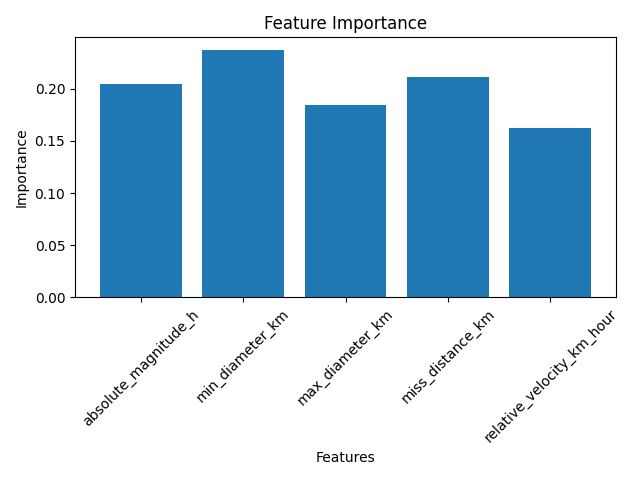 Feature Importance
Importance
0.20
0.15
0.10
0.05
0.00
absolute_magnitude_h
min_diameter_km
max_diameter_km
miss_distance_km
relative_velocity_km_hour
Features